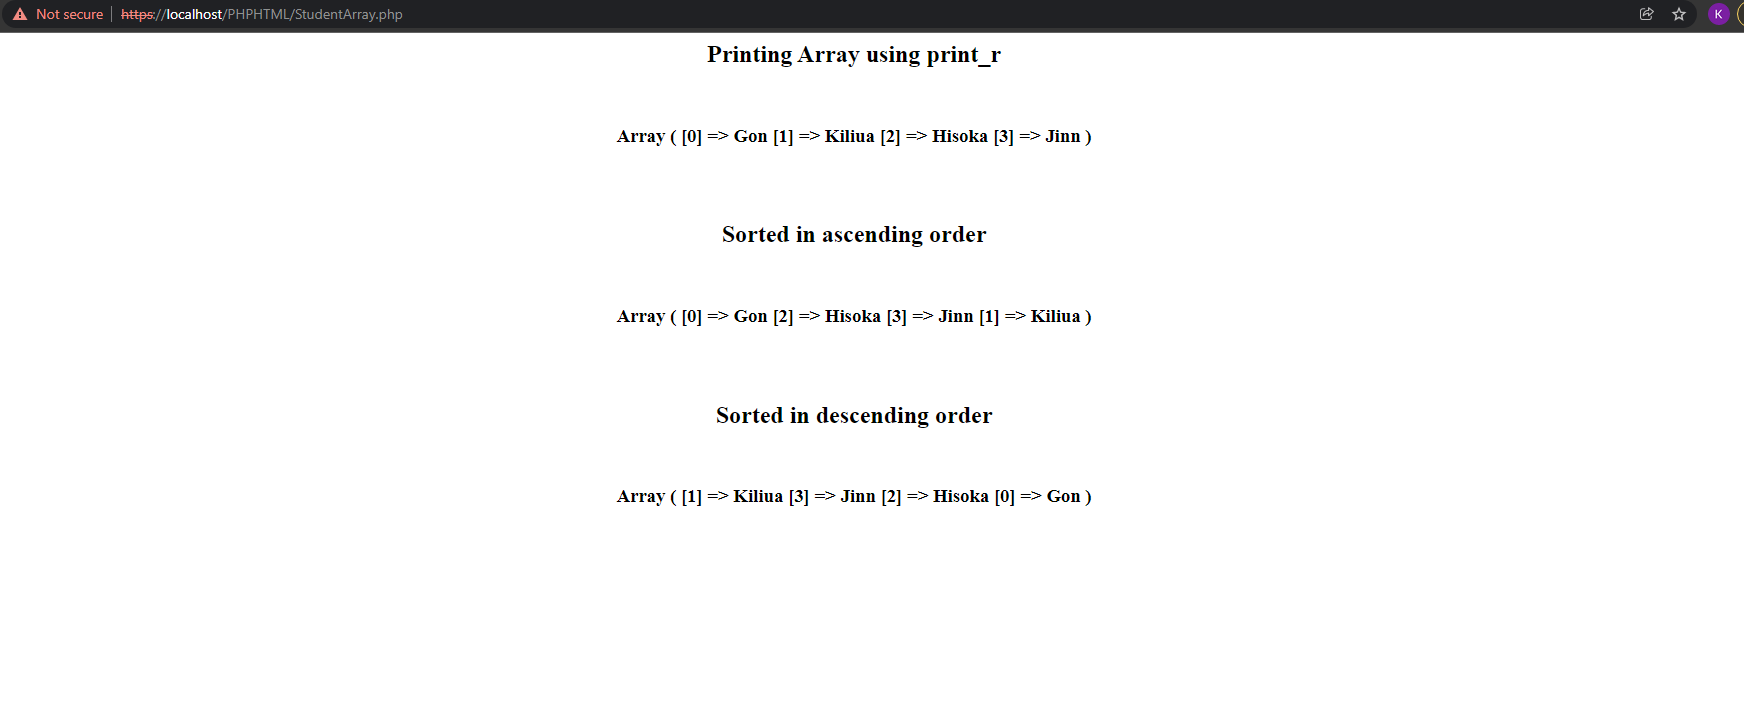 Not secure https://localhost/PHPHTML/StudentArray.php K
Printing Array using print_r
Array ( [0] => Gon [1] => Kiliua [2] => Hisoka [3] => Jinn )
Sorted in ascending order
Array ( [0] => Gon [2] => Hisoka [3] => Jinn [1] => Kiliua )
Sorted in descending order
Array ( [1] => Kiliua [3] => Jinn [2] => Hisoka [0] => Gon )